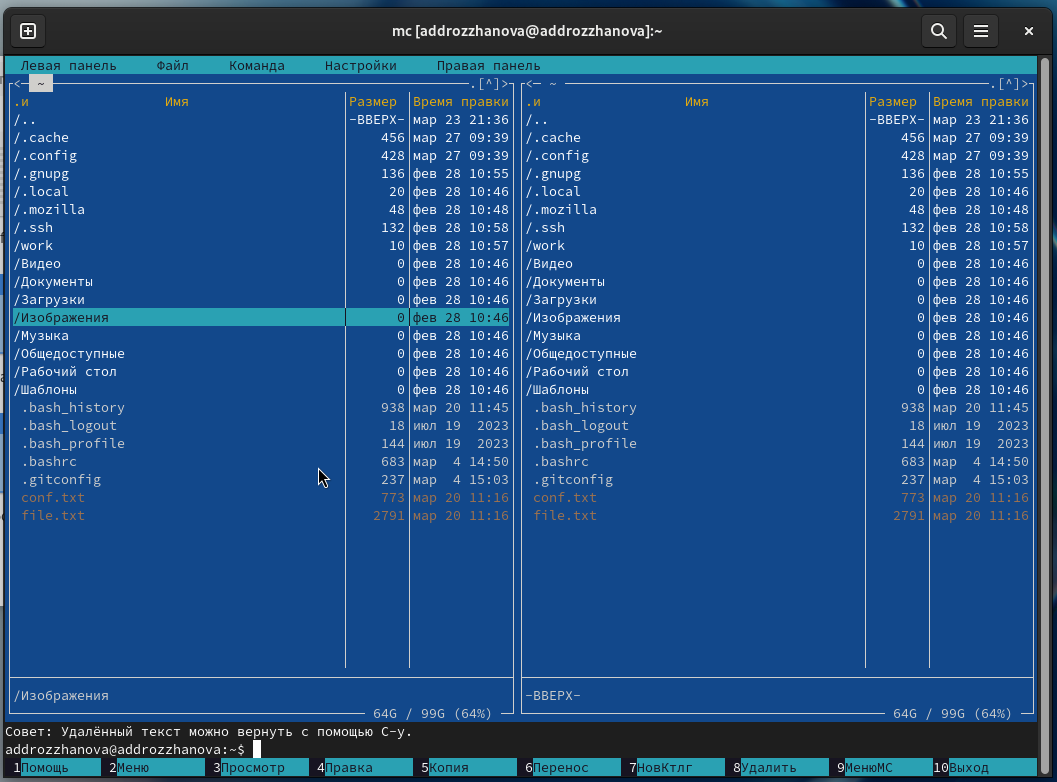 mc [addrozzhanova@addrozzhanova]:~
Левая панель Файл Команда Настройки Правая панель
<─ ~ .[^]>
<─ ~ .[^]>
.и Имя Размер Время правки
.и Имя Размер Время правки
/.. -ВВЕРХ- мар 23 21:36
/.. -ВВЕРХ- мар 23 21:36
/.cache 456 мар 27 09:39
/.cache 456 мар 27 09:39
/.config 428 мар 27 09:39
/.config 428 мар 27 09:39
/.gnupg 136 фев 28 10:55
/.gnupg 136 фев 28 10:55
/.local 20 фев 28 10:46
/.local 20 фев 28 10:46
/.mozilla 48 фев 28 10:48
/.mozilla 48 фев 28 10:48
/.ssh 132 фев 28 10:58
/.ssh 132 фев 28 10:58
/work 10 фев 28 10:57
/work 10 фев 28 10:57
/Видео 0 фев 28 10:46
/Видео 0 фев 28 10:46
/Документы 0 фев 28 10:46
/Документы 0 фев 28 10:46
/Загрузки 0 фев 28 10:46
/Загрузки 0 фев 28 10:46
/Изображения 0 фев 28 10:46
/Изображения 0 фев 28 10:46
/Музыка 0 фев 28 10:46
/Музыка 0 фев 28 10:46
/Общедоступные 0 фев 28 10:46
/Общедоступные 0 фев 28 10:46
/Рабочий стол 0 фев 28 10:46
/Рабочий стол 0 фев 28 10:46
/Шаблоны 0 фев 28 10:46
/Шаблоны 0 фев 28 10:46
.bash_history 938 мар 20 11:45
.bash_history 938 мар 20 11:45
.bash_logout 18 июл 19 2023
.bash_logout 18 июл 19 2023
.bash_profile 144 июл 19 2023
.bash_profile 144 июл 19 2023
.bashrc 683 мар 4 14:50
.bashrc 683 мар 4 14:50
.gitconfig 237 мар 4 15:03
.gitconfig 237 мар 4 15:03
conf.txt 773 мар 20 11:16
conf.txt 773 мар 20 11:16
file.txt 2791 мар 20 11:16
file.txt 2791 мар 20 11:16
/Изображения
-ВВЕРХ-
64G / 99G (64%)
64G / 99G (64%)
Совет: Удалённый текст можно вернуть с помощью C-y.
addrozzhanova@addrozzhanova:~$
1Помощь 2Меню 3Просмотр 4Правка 5Копия 6Перенос 7НовКтлг 8Удалить 9МенюMC 10Выход